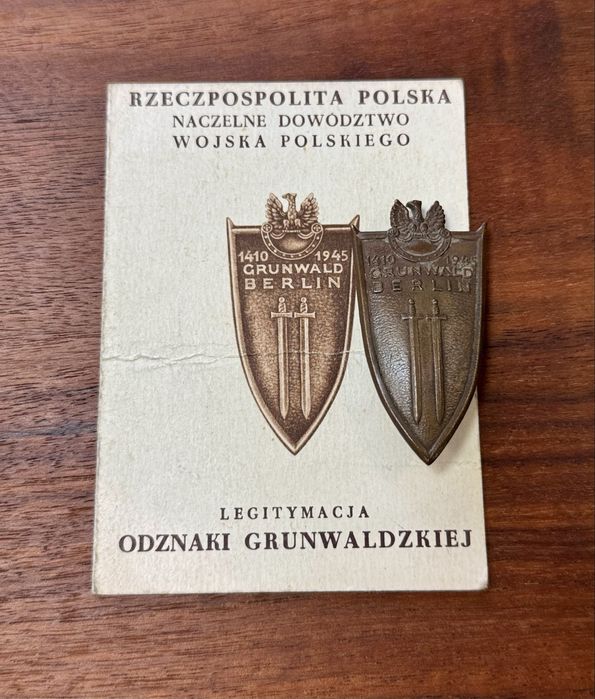 RZECZPOSPOLITA POLSKA
NACZELNE DOWÓDZTWO
WOJSKA POLSKIEGO
1410 1945
GRUNWALD
BERLIN
1410 1945
GRUNWALD
BERLIN
LEGITYMACJA
ODZNAKI GRUNWALDZKIEJ